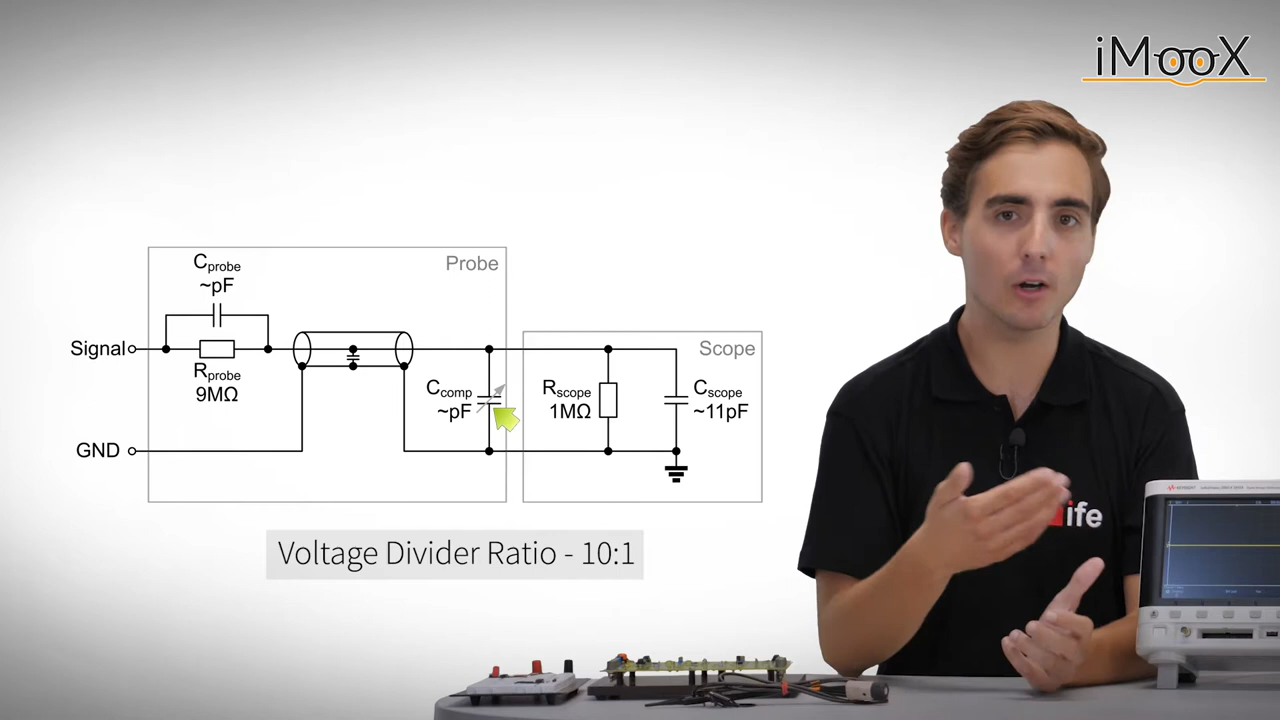 iMooX
Probe
Cprobe
~pF
Signal
Rprobe
9MΩ
Scope
Ccomp
~pF
Rscope
1MΩ
Cscope
~11pF
GND
Voltage Divider Ratio - 10:1
ife